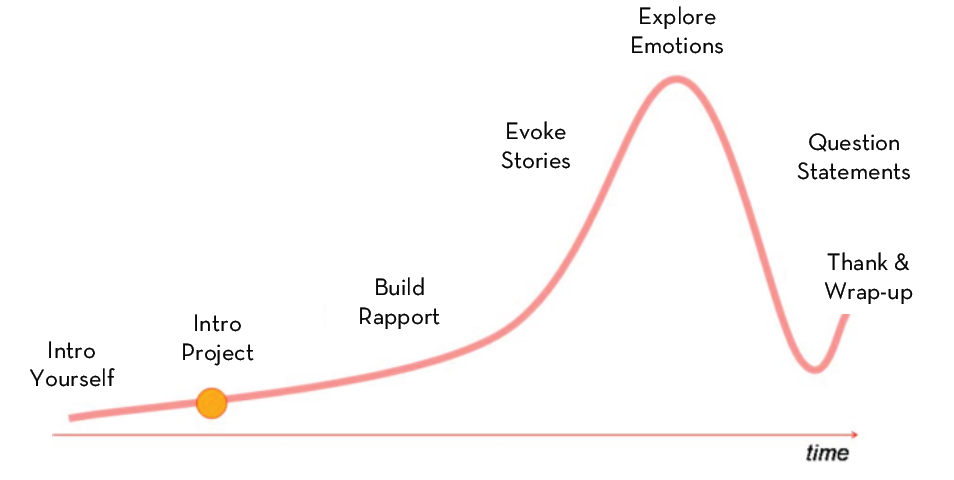 Intro
Yourself
Intro
Project
Build
Rapport
Evoke
Stories
Explore
Emotions
Question
Statements
Thank &
Wrap-up
time